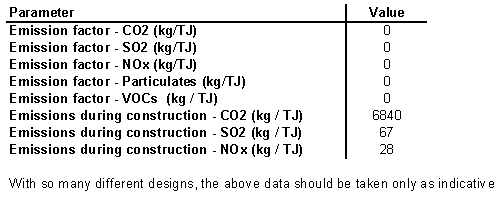 Parameter Value
Emission factor - CO2 (kg/TJ) 0
Emission factor - SO2 (kg/TJ) 0
Emission factor - NOx (kg/TJ) 0
Emission factor - Particulates (kg/TJ) 0
Emission factor - VOCs (kg / TJ) 0
Emissions during construction - CO2 (kg / TJ) 6840
Emissions during construction - SO2 (kg / TJ) 67
Emissions during construction - NOx (kg / TJ) 28
With so many different designs, the above data should be taken only as indicative